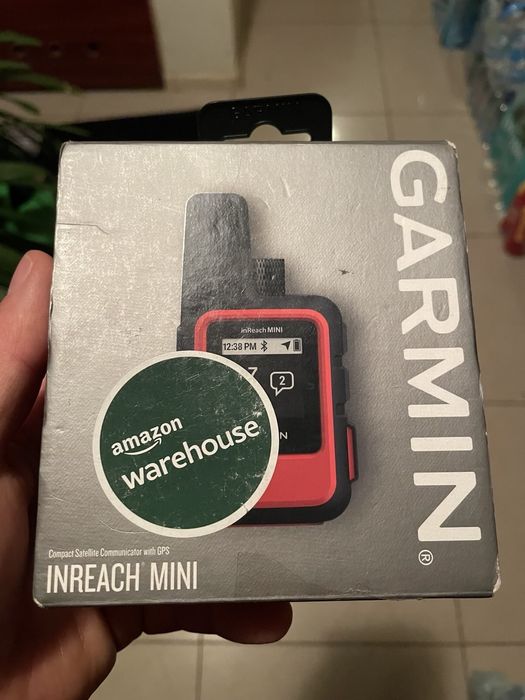 GARMIN®
inReach MINI
12:38 PM
2
amazon
warehouse
Compact Satellite Communicator with GPS
INREACH® MINI